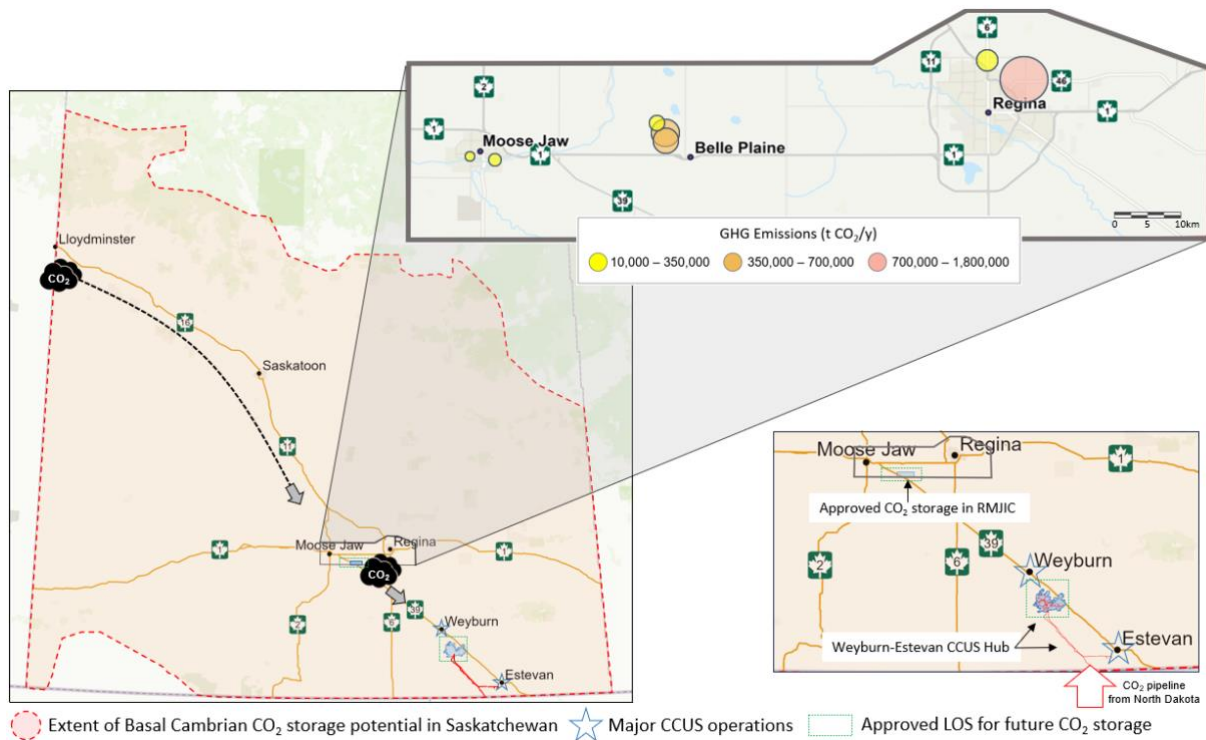 6
11
46
2
Regina
1
1
Moose Jaw
1
Belle Plaine
1
39
0 5 10km
GHG Emissions (t CO₂/y)
10,000 – 350,000
350,000 – 700,000
700,000 – 1,800,000
Lloydminster
CO₂
16
Saskatoon
11
1
Moose Jaw
Regina
1
CO₂
39
2
6
Weyburn
Estevan
Moose Jaw
Regina
1
Approved CO₂ storage in RMJIC
39
2
6
Weyburn
Weyburn-Estevan CCUS Hub
Estevan
CO₂ pipeline
from North Dakota
Extent of Basal Cambrian CO₂ storage potential in Saskatchewan
Major CCUS operations
Approved LOS for future CO₂ storage